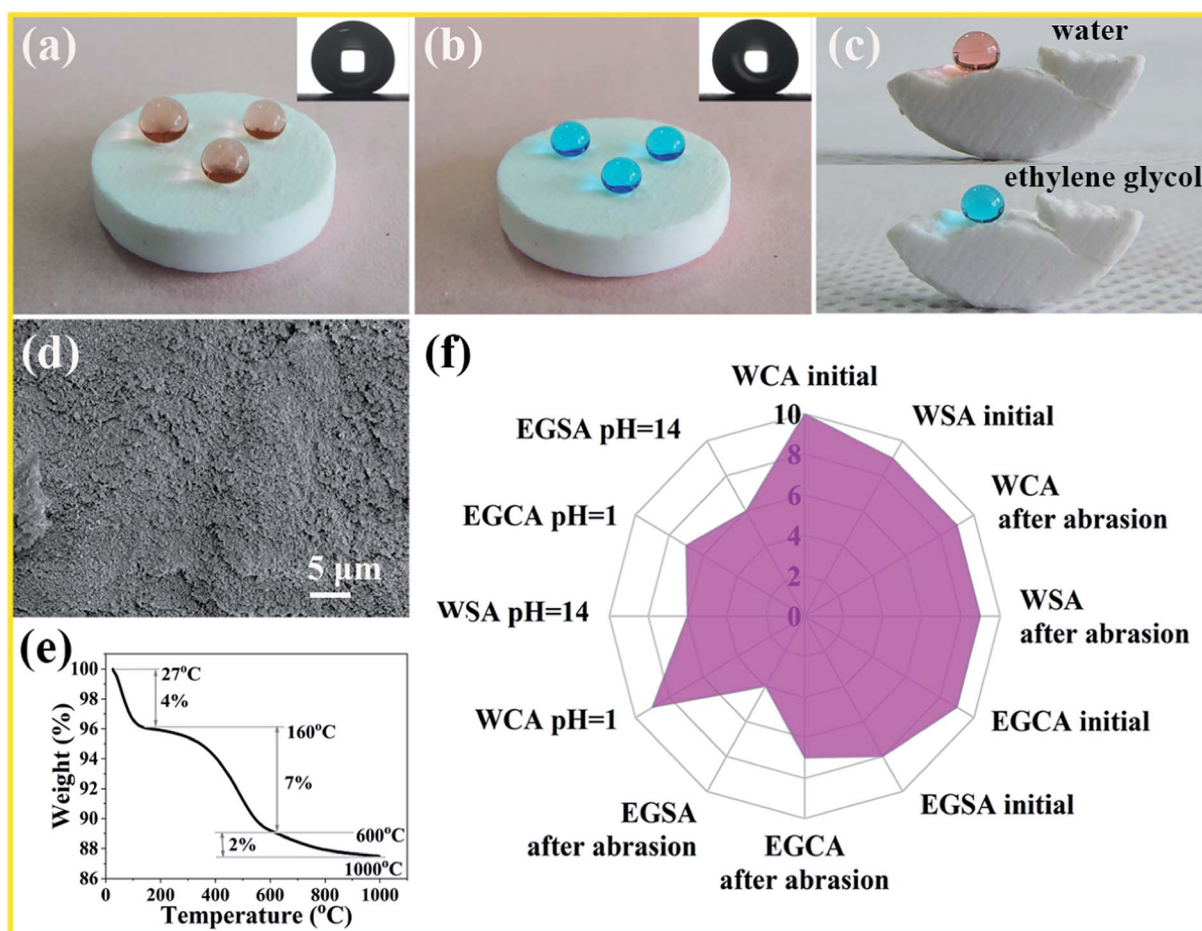 (a)
(b)
(c)
water
ethylene glycol
(d)
5 μm
(e)
100
98
96
94
92
90
88
86
Weight (%)
27°C
4%
160°C
7%
600°C
2%
1000°C
0 200 400 600 800 1000
Temperature (°C)
(f)
WCA initial
WSA initial
WCA
after abrasion
WSA
after abrasion
EGCA initial
EGSA initial
EGCA
after abrasion
EGSA
after abrasion
WCA pH=1
WSA pH=14
EGCA pH=1
EGSA pH=14
10
8
6
4
2
0